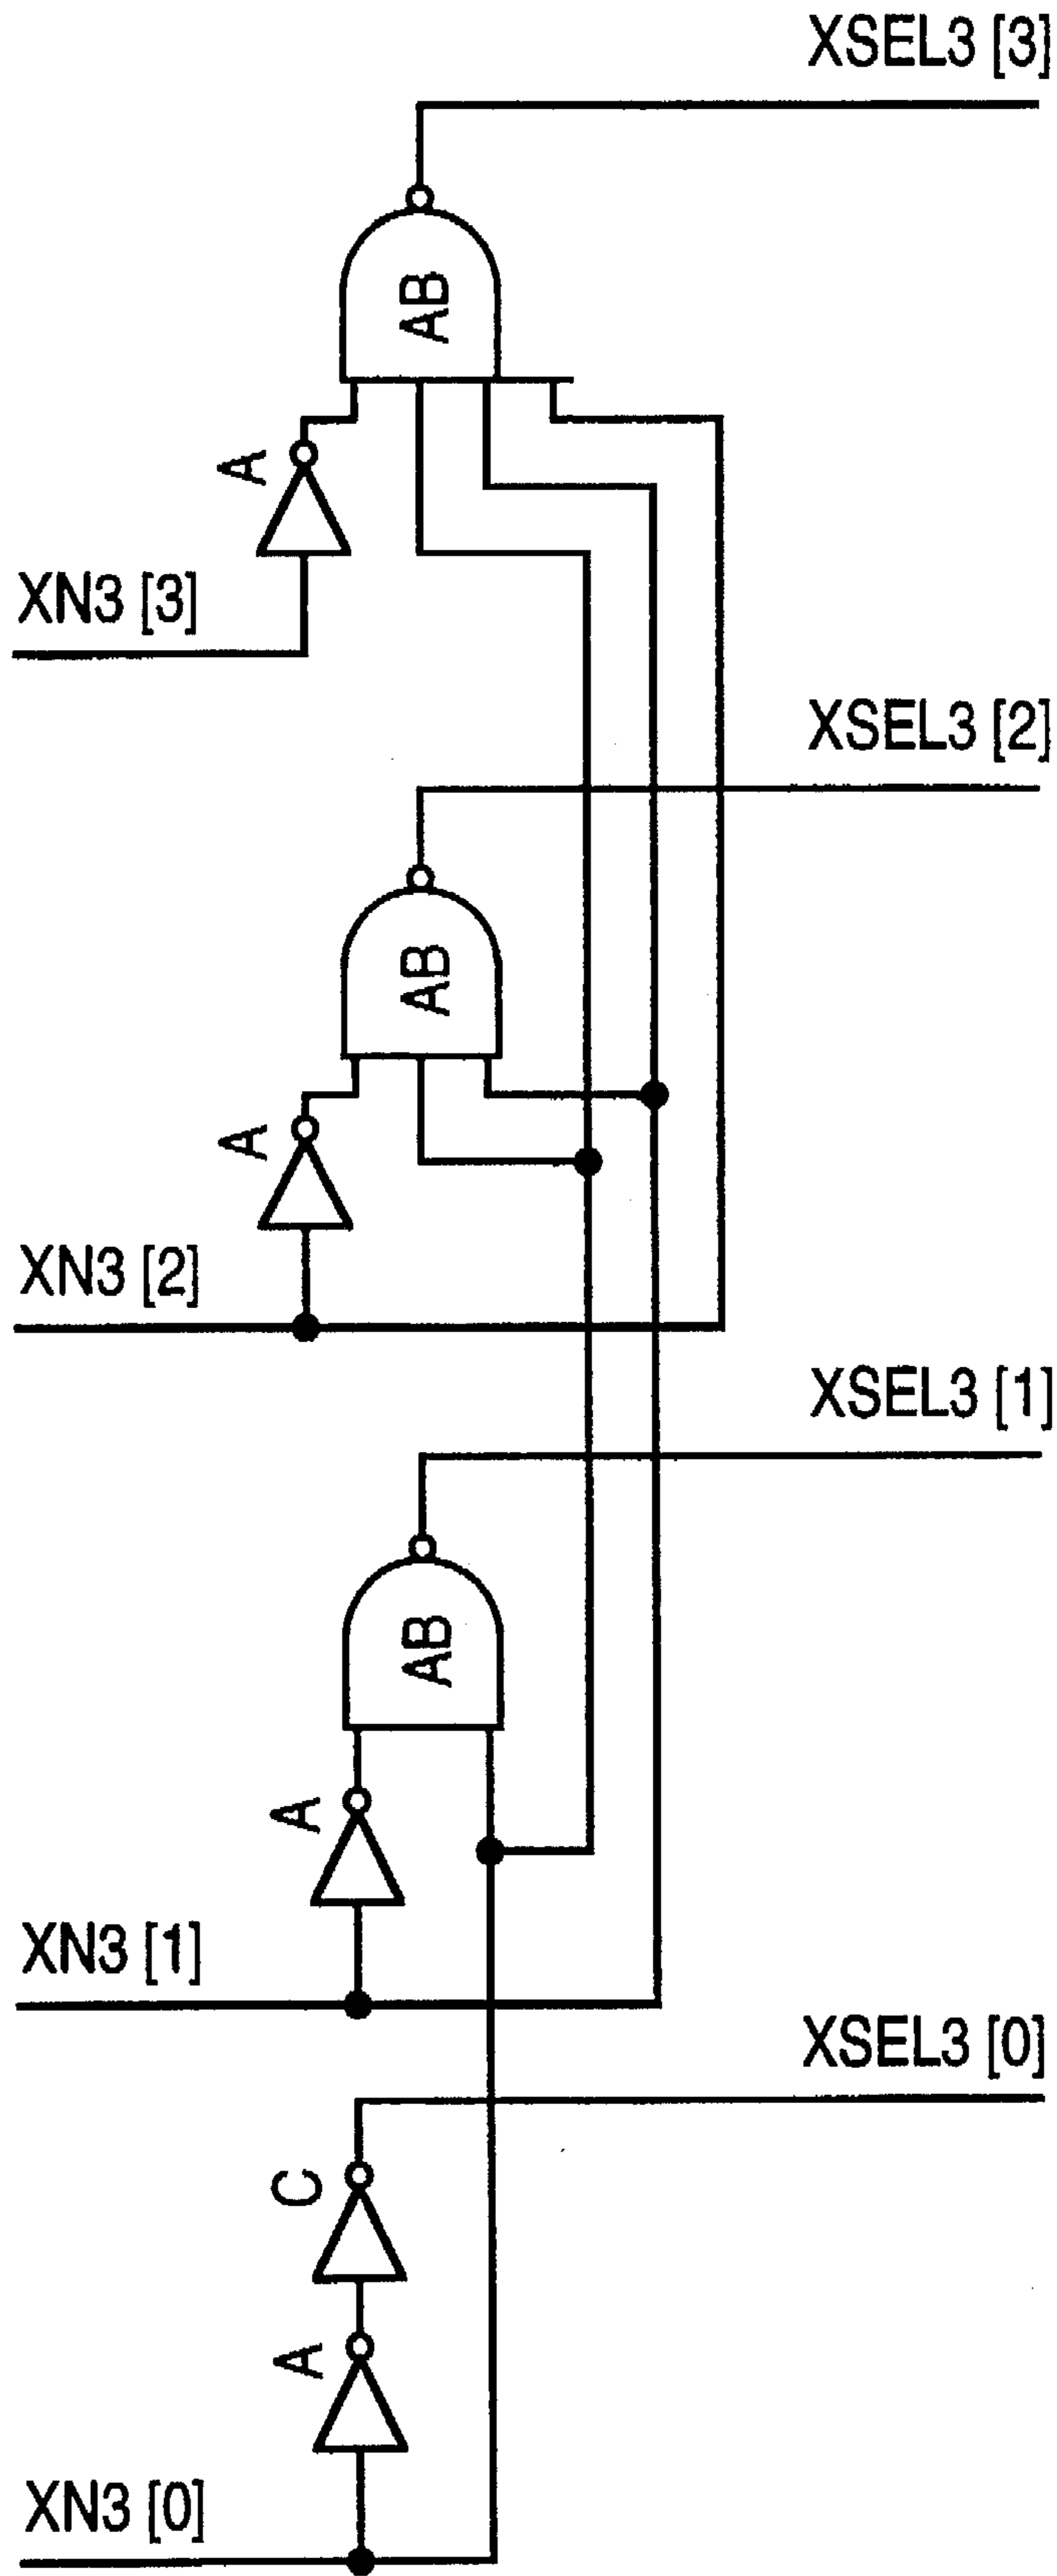 XSEL3 [3]
AB
A
XN3 [3]
XSEL3 [2]
AB
A
XN3 [2]
XSEL3 [1]
AB
A
XN3 [1]
XSEL3 [0]
C
A
XN3 [0]